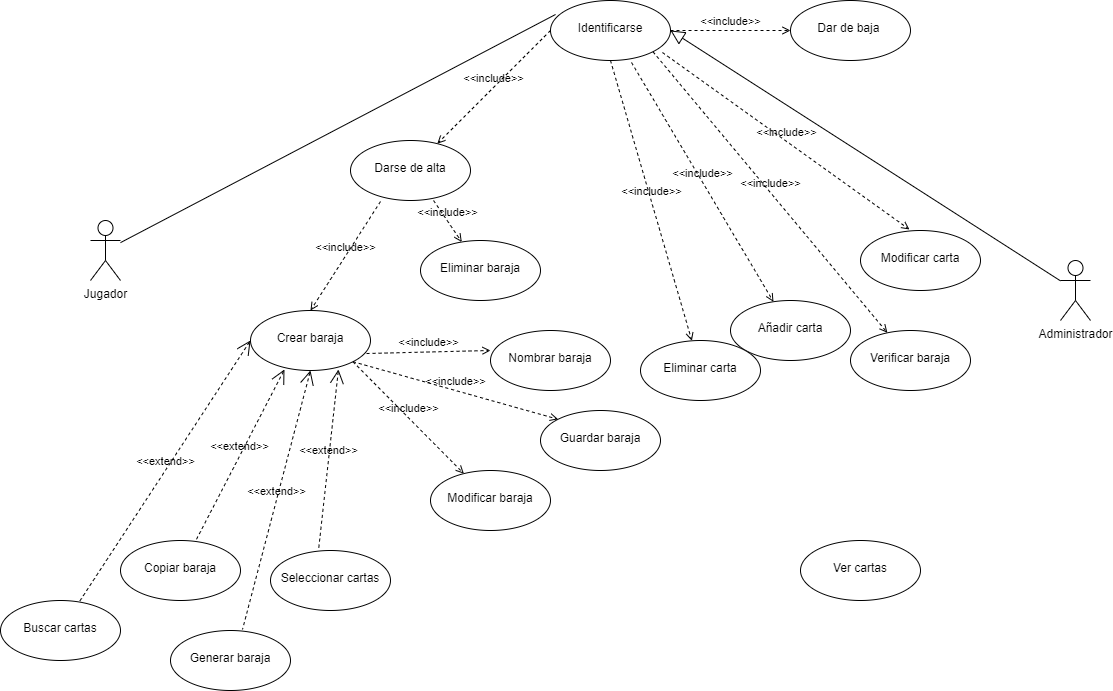 Identificarse
<<include>>
Dar de baja
<<include>>
<<include>>
Darse de alta
<<include>>
<<include>>
<<include>>
<<include>>
<<include>>
Eliminar baraja
Modificar carta
Jugador
Administrador
Crear baraja
<<include>>
Nombrar baraja
Añadir carta
Eliminar carta
Verificar baraja
<<include>>
<<include>>
Guardar baraja
<<extend>>
<<extend>>
<<extend>>
<<extend>>
Modificar baraja
Copiar baraja
Seleccionar cartas
Ver cartas
Buscar cartas
Generar baraja